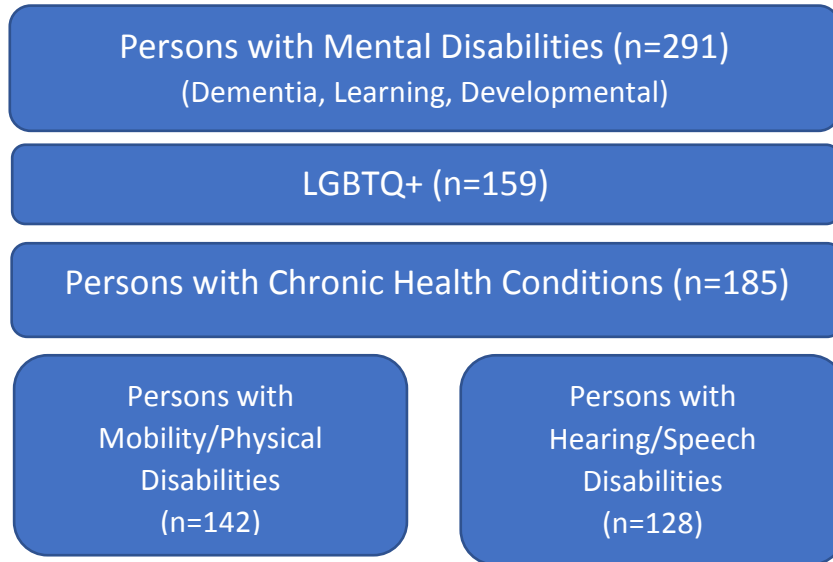 Persons with Mental Disabilities (n=291)
(Dementia, Learning, Developmental)
LGBTQ+ (n=159)
Persons with Chronic Health Conditions (n=185)
Persons with
Mobility/Physical
Disabilities
(n=142)
Persons with
Hearing/Speech
Disabilities
(n=128)